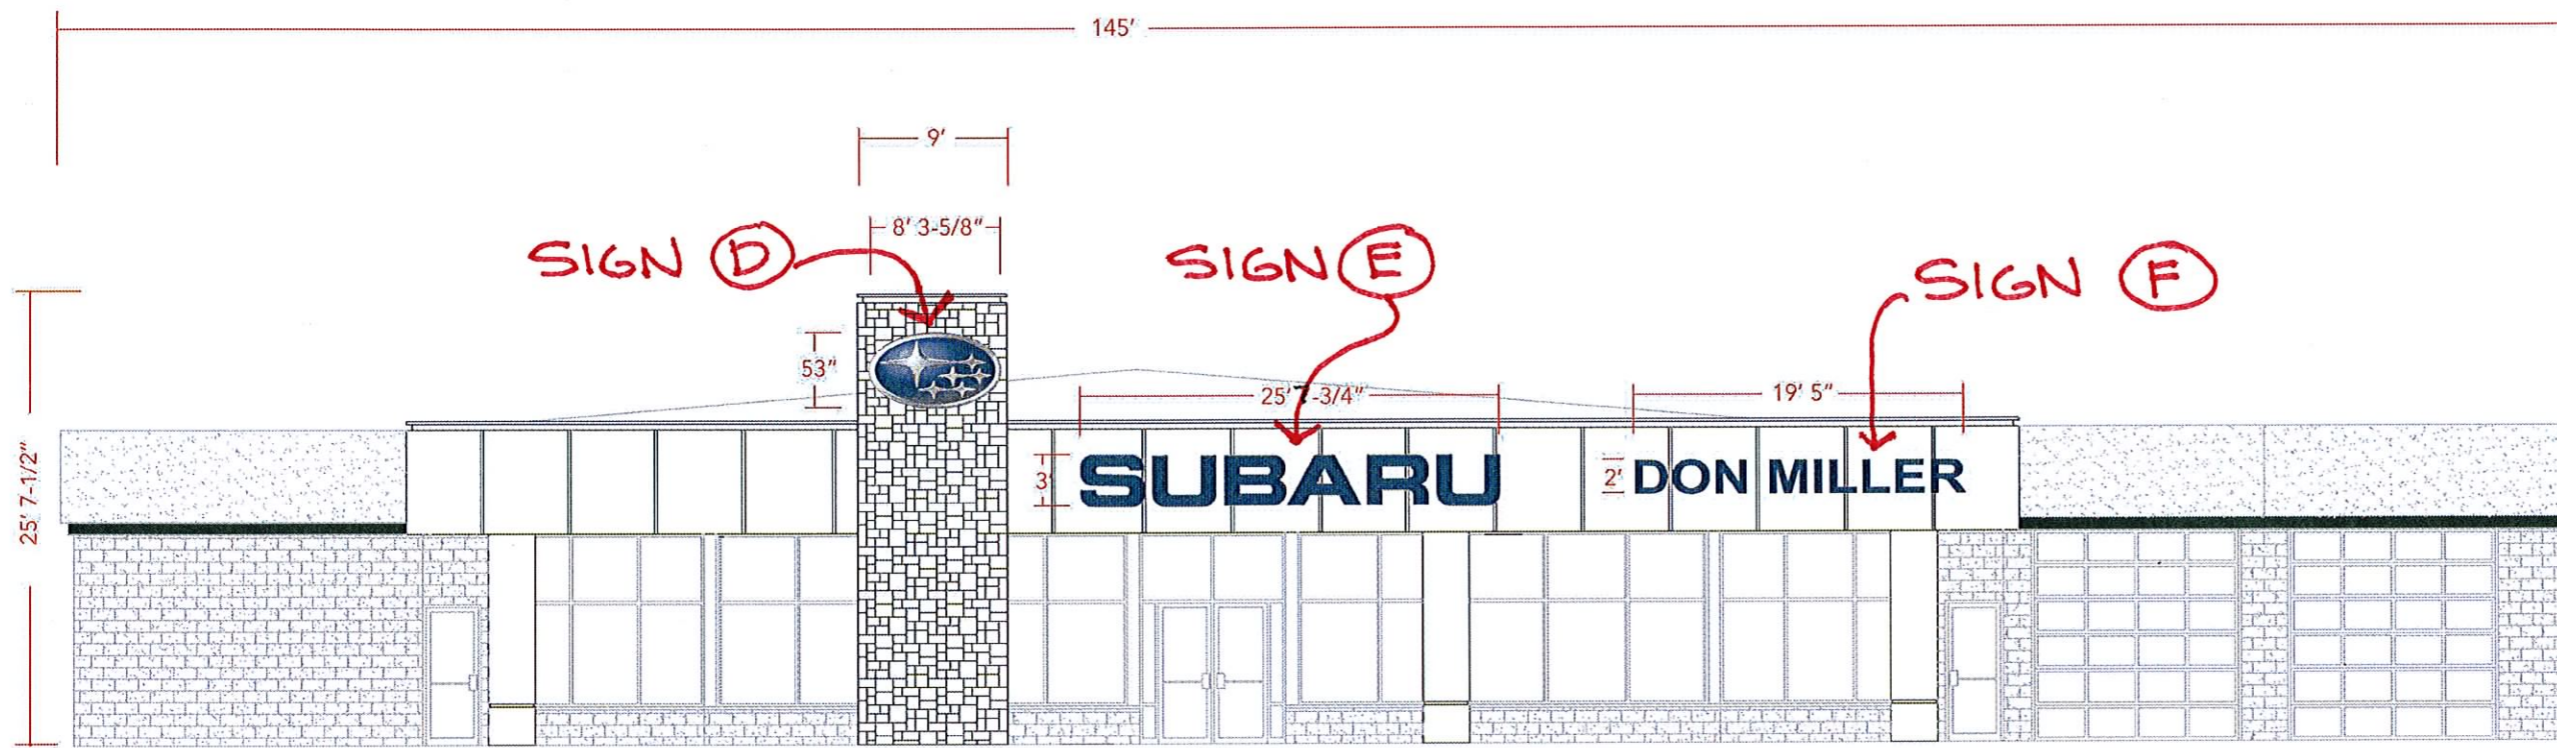 145'
9'
8' 3-5/8"
SIGN D
SIGN E
SIGN F
53"
25' 7-3/4"
19' 5"
25' 7-1/2"
3'
SUBARU
2'
DON MILLER